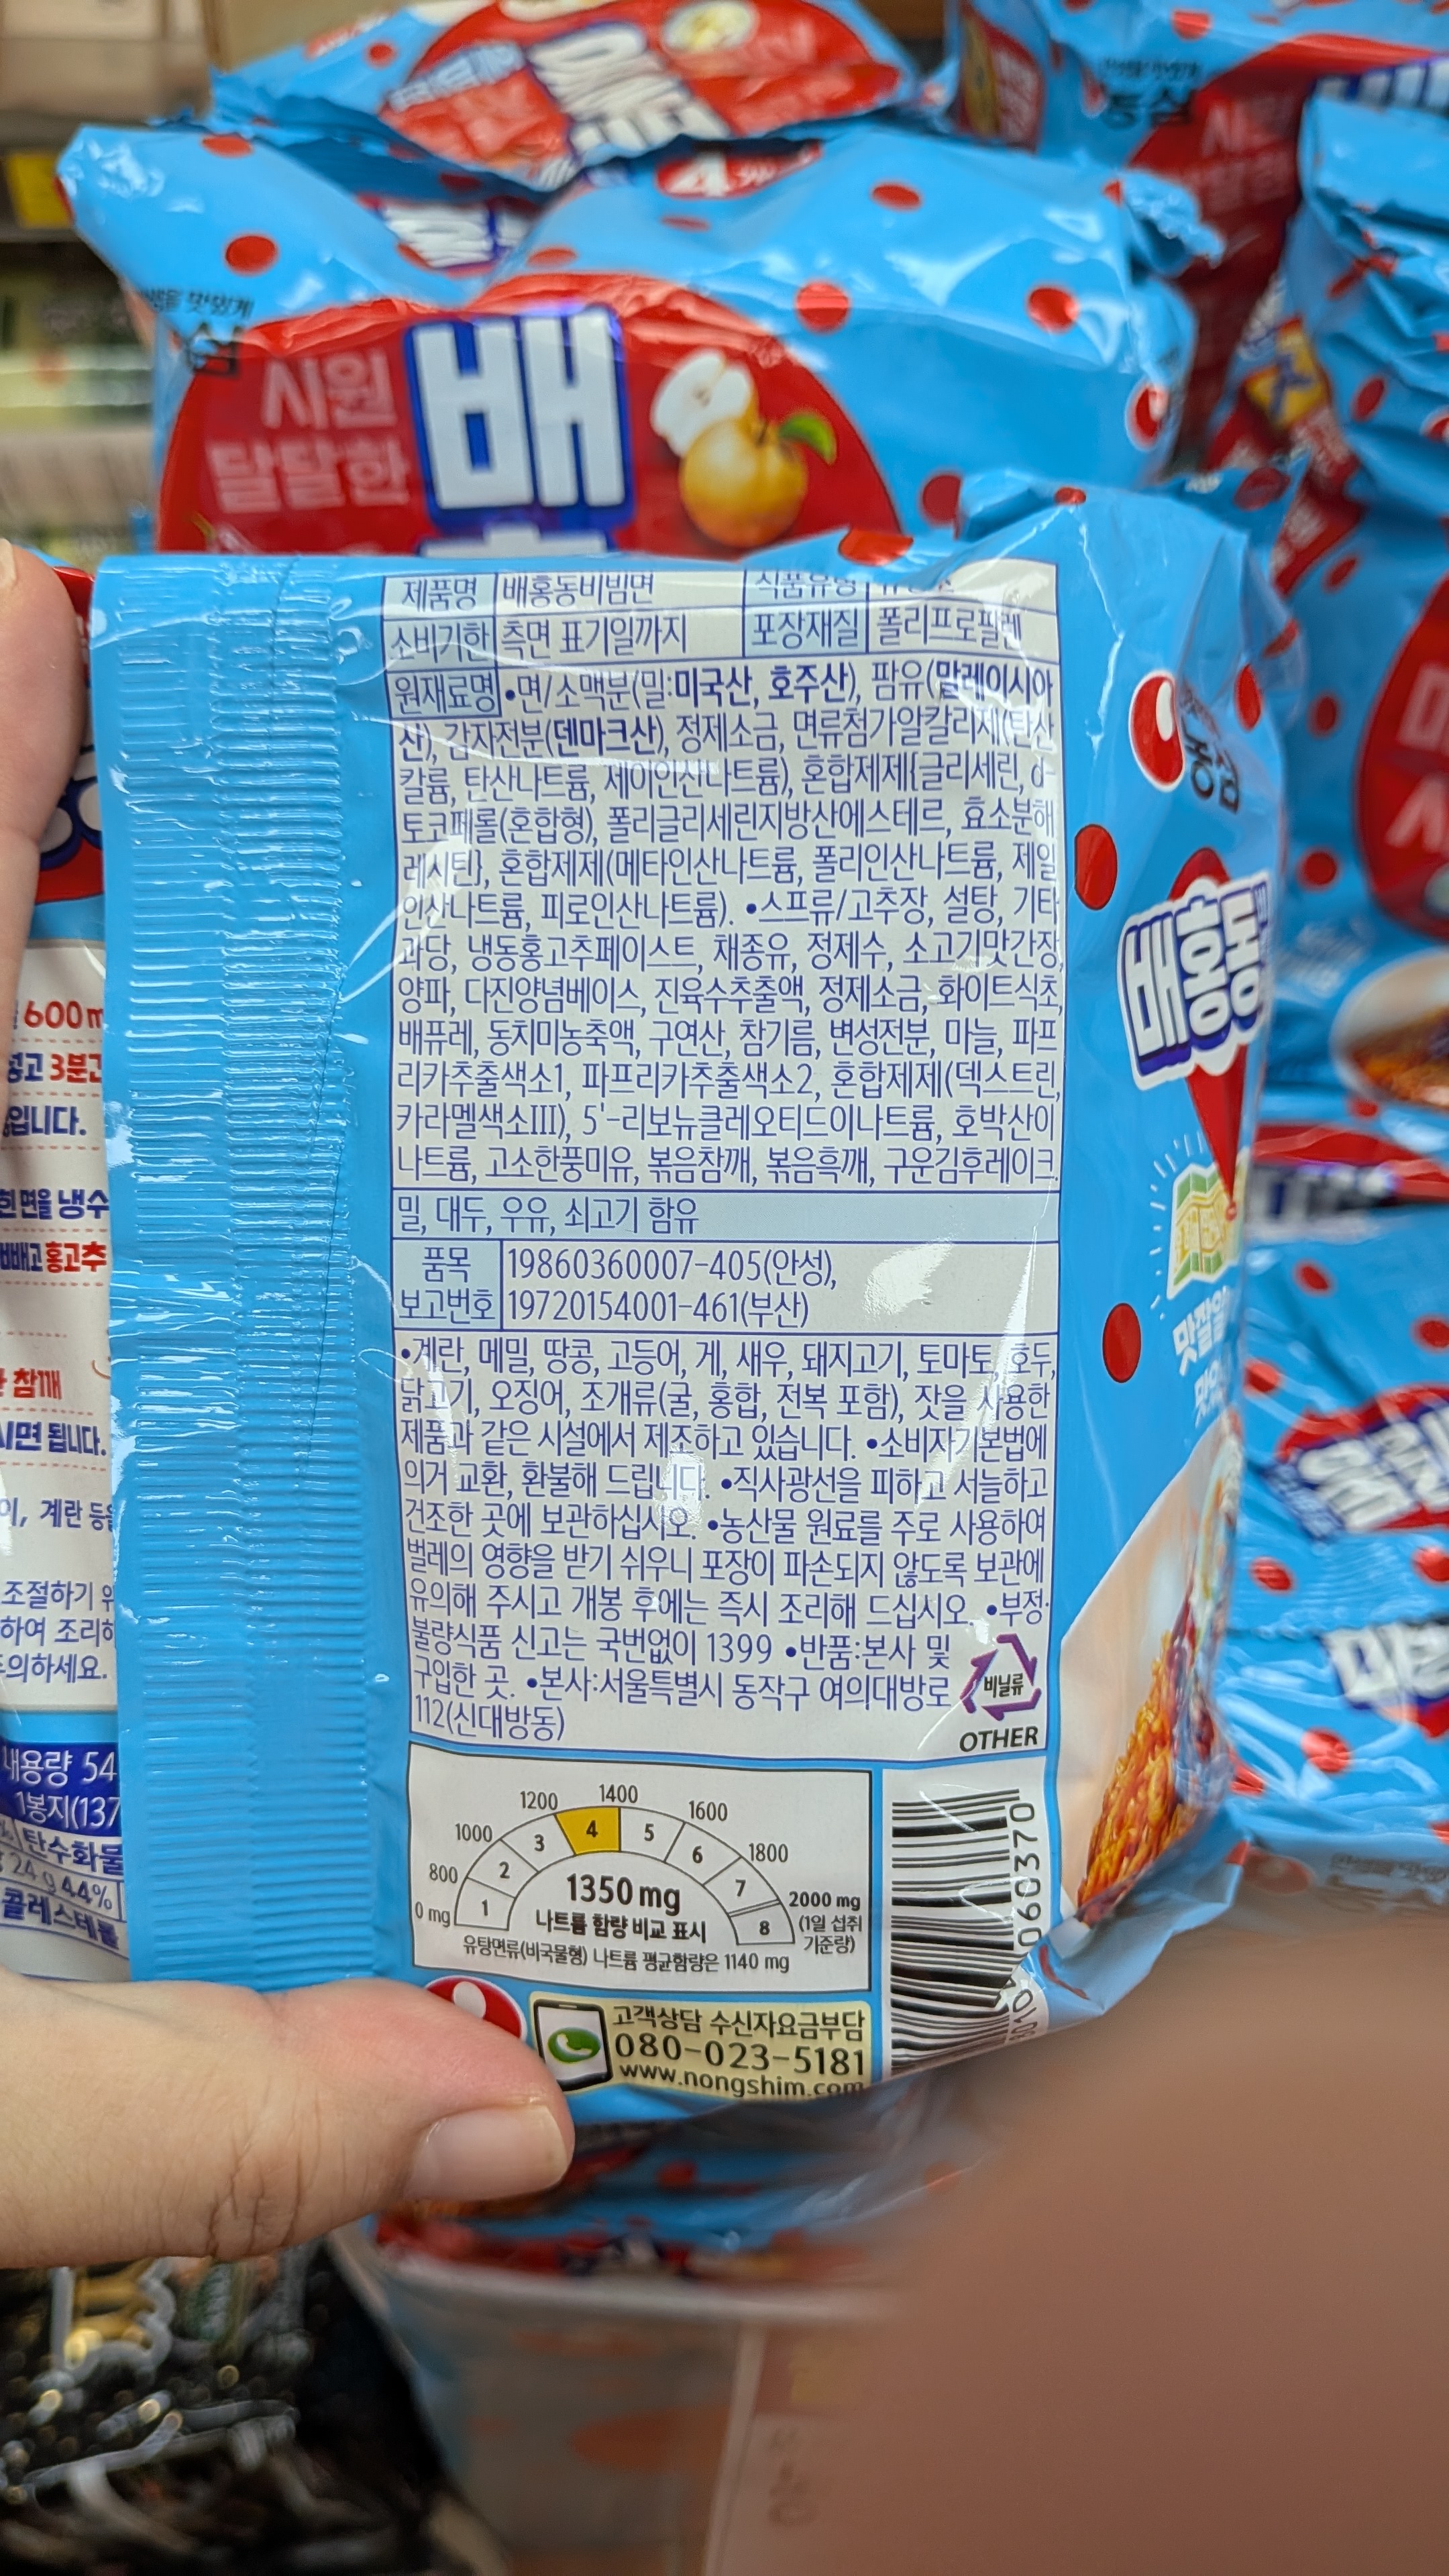 시원
달달한
배
제품명 배홍동비빔면 식품유형
소비기한 측면 표기일까지 포장재질 폴리프로필렌
원재료명 •면/소맥분(밀:미국산, 호주산), 팜유(말레이시아
산), 감자전분(덴마크산), 정제소금, 면류첨가알칼리제(탄산
칼륨, 탄산나트륨, 제이인산나트륨), 혼합제제{글리세린, d-
토코페롤(혼합형), 폴리글리세린지방산에스테르, 효소분해
레시틴}, 혼합제제(메타인산나트륨, 폴리인산나트륨, 제일
인산나트륨, 피로인산나트륨). •스프류/고추장, 설탕, 기타
과당, 냉동홍고추페이스트, 채종유, 정제수, 소고기맛간장,
양파, 다진양념베이스, 진육수추출액, 정제소금, 화이트식초,
배퓨레, 동치미농축액, 구연산, 참기름, 변성전분, 마늘, 파프
리카추출색소1, 파프리카추출색소2, 혼합제제(덱스트린,
카라멜색소III), 5'-리보뉴클레오티드이나트륨, 호박산이
나트륨, 고소한풍미유, 볶음참깨, 볶음흑깨, 구운김후레이크
밀, 대두, 우유, 쇠고기 함유
품목
보고번호
19860360007-405(안성),
19720154001-461(부산)
•계란, 메밀, 땅콩, 고등어, 게, 새우, 돼지고기, 토마토, 호두,
닭고기, 오징어, 조개류(굴, 홍합, 전복 포함), 잣을 사용한
제품과 같은 시설에서 제조하고 있습니다. •소비자기본법에
의거 교환, 환불해 드립니다. •직사광선을 피하고 서늘하고
건조한 곳에 보관하십시오. •농산물 원료를 주로 사용하여
벌레의 영향을 받기 쉬우니 포장이 파손되지 않도록 보관에
유의해 주시고 개봉 후에는 즉시 조리해 드십시오. •부정·
불량식품 신고는 국번없이 1399 •반품:본사 및
구입한 곳. •본사:서울특별시 동작구 여의대방로
112(신대방동)
비닐류
OTHER
0 mg 800 1000 1200 1400 1600 1800 2000 mg
1 2 3 4 5 6 7 8
(1일 섭취
기준량)
1350 mg
나트륨 함량 비교 표시
유탕면류(비국물형) 나트륨 평균함량은 1140 mg
고객상담 수신자요금부담
080-023-5181
www.nongshim.com
060370
농심
배홍동
600m
넣고 3분간
입니다.
면을 냉수
홍고추
참깨
시면 됩니다.
이, 계란 등을
조절하기 위
하여 조리하
의하세요.
내용량 54
1봉지(137
탄수화물
24 g 44%
콜레스테롤